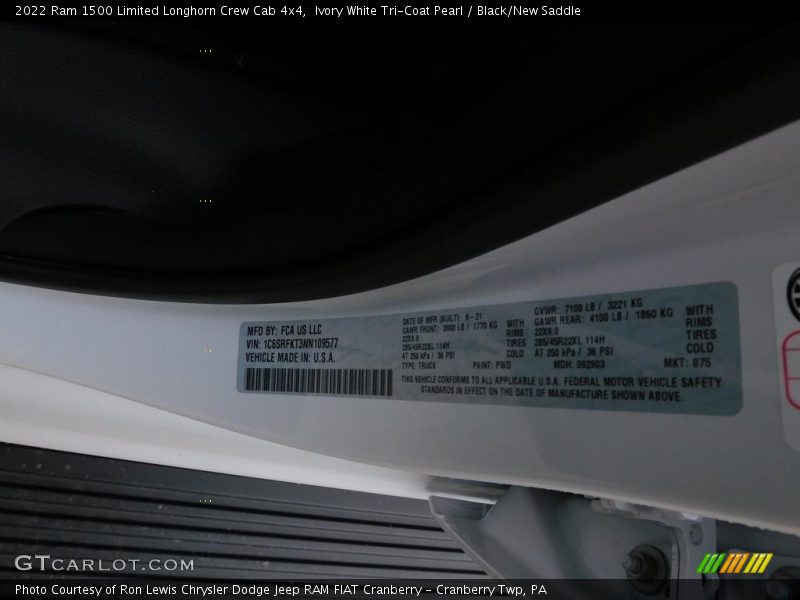 2022 Ram 1500 Limited Longhorn Crew Cab 4x4, Ivory White Tri-Coat Pearl / Black/New Saddle
MFD BY: FCA US LLC
VIN: 1C6SRFKT3NN109577
VEHICLE MADE IN: U.S.A.
DATE OF MFR (BUILT): 9-21
GAWR FRONT: 3900 LB / 1770 KG WITH
22X9.0 RIMS
285/45R22XL 114H TIRES
AT 250 kPa / 36 PSI COLD
TYPE: TRUCK PAINT: PWD
GVWR: 7100 LB / 3221 KG
GAWR REAR: 4100 LB / 1860 KG WITH
22X9.0 RIMS
285/45R22XL 114H TIRES
AT 250 kPa / 36 PSI COLD
MDH: 092903 MKT: 875
THIS VEHICLE CONFORMS TO ALL APPLICABLE U.S.A. FEDERAL MOTOR VEHICLE SAFETY
STANDARDS IN EFFECT ON THE DATE OF MANUFACTURE SHOWN ABOVE.
GTCARLOT.COM
Photo Courtesy of Ron Lewis Chrysler Dodge Jeep RAM FIAT Cranberry - Cranberry Twp, PA